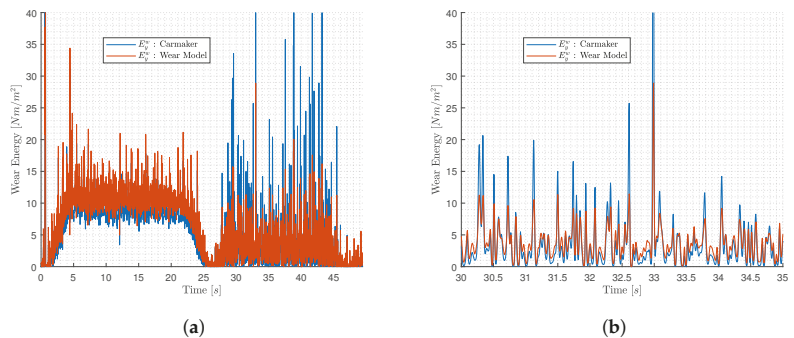 40
35
30
25
20
15
10
5
0
Wear Energy [Nm/m²]
E_y^w : Carmaker
E_y^w : Wear Model
0 5 10 15 20 25 30 35 40 45
Time [s]
(a)
40
35
30
25
20
15
10
5
0
Wear Energy [Nm/m²]
E_y^w : Carmaker
E_y^w : Wear Model
30 30.5 31 31.5 32 32.5 33 33.5 34 34.5 35
Time [s]
(b)